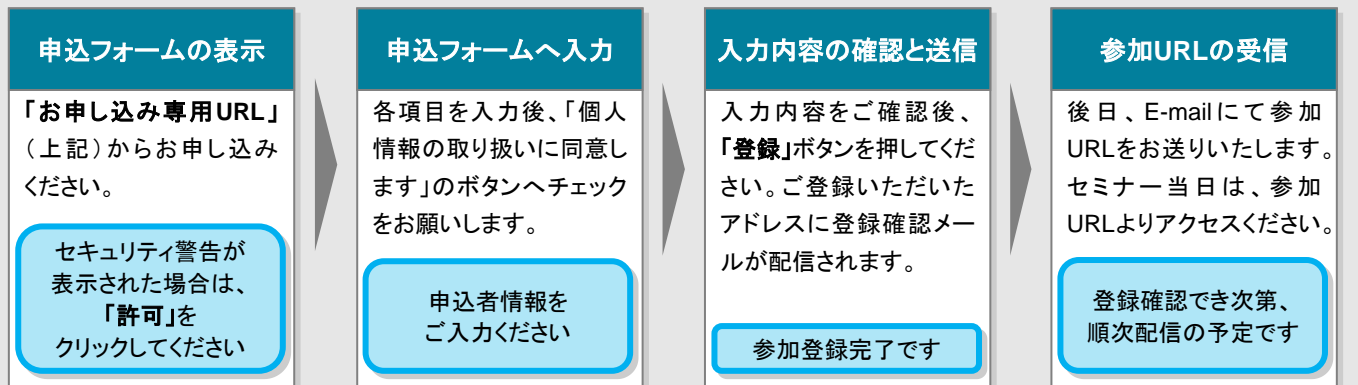 申込フォームの表示
「お申し込み専用URL」
（上記）からお申し込み
ください。
セキュリティ警告が
表示された場合は、
「許可」を
クリックしてください
申込フォームへ入力
各項目を入力後、「個人
情報の取り扱いに同意し
ます」のボタンへチェック
をお願いします。
申込者情報を
ご入力ください
入力内容の確認と送信
入力内容をご確認後、
「登録」ボタンを押してくだ
さい。ご登録いただいた
アドレスに登録確認メー
ルが配信されます。
参加登録完了です
参加URLの受信
後日、E-mailにて参加
URLをお送りいたします。
セミナー当日は、参加
URLよりアクセスください。
登録確認でき次第、
順次配信の予定です